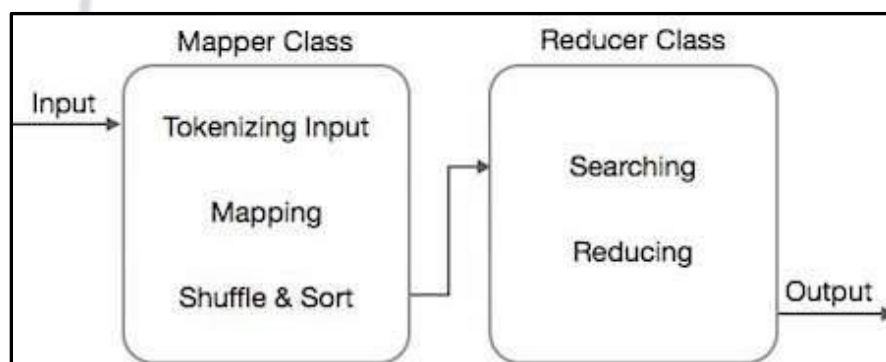 Mapper Class
Reducer Class
Input
Tokenizing Input
Mapping
Shuffle & Sort
Searching
Reducing
Output